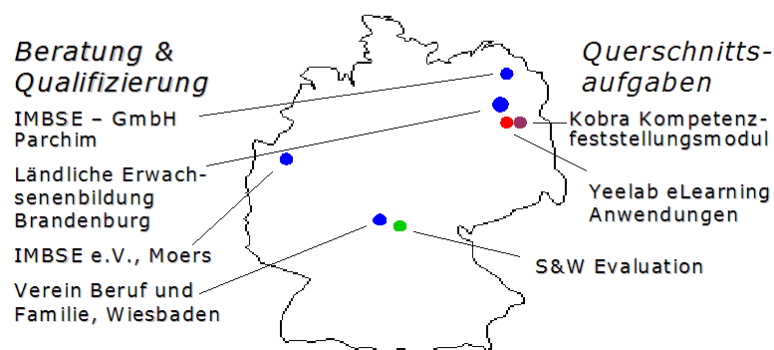 Beratung &
Qualifizierung
IMBSE – GmbH
Parchim
Ländliche Erwach-
senenbildung
Brandenburg
IMBSE e.V., Moers
Verein Beruf und
Familie, Wiesbaden
Querschnitts-
aufgaben
Kobra Kompetenz-
feststellungsmodul
Yeelab eLearning
Anwendungen
S&W Evaluation